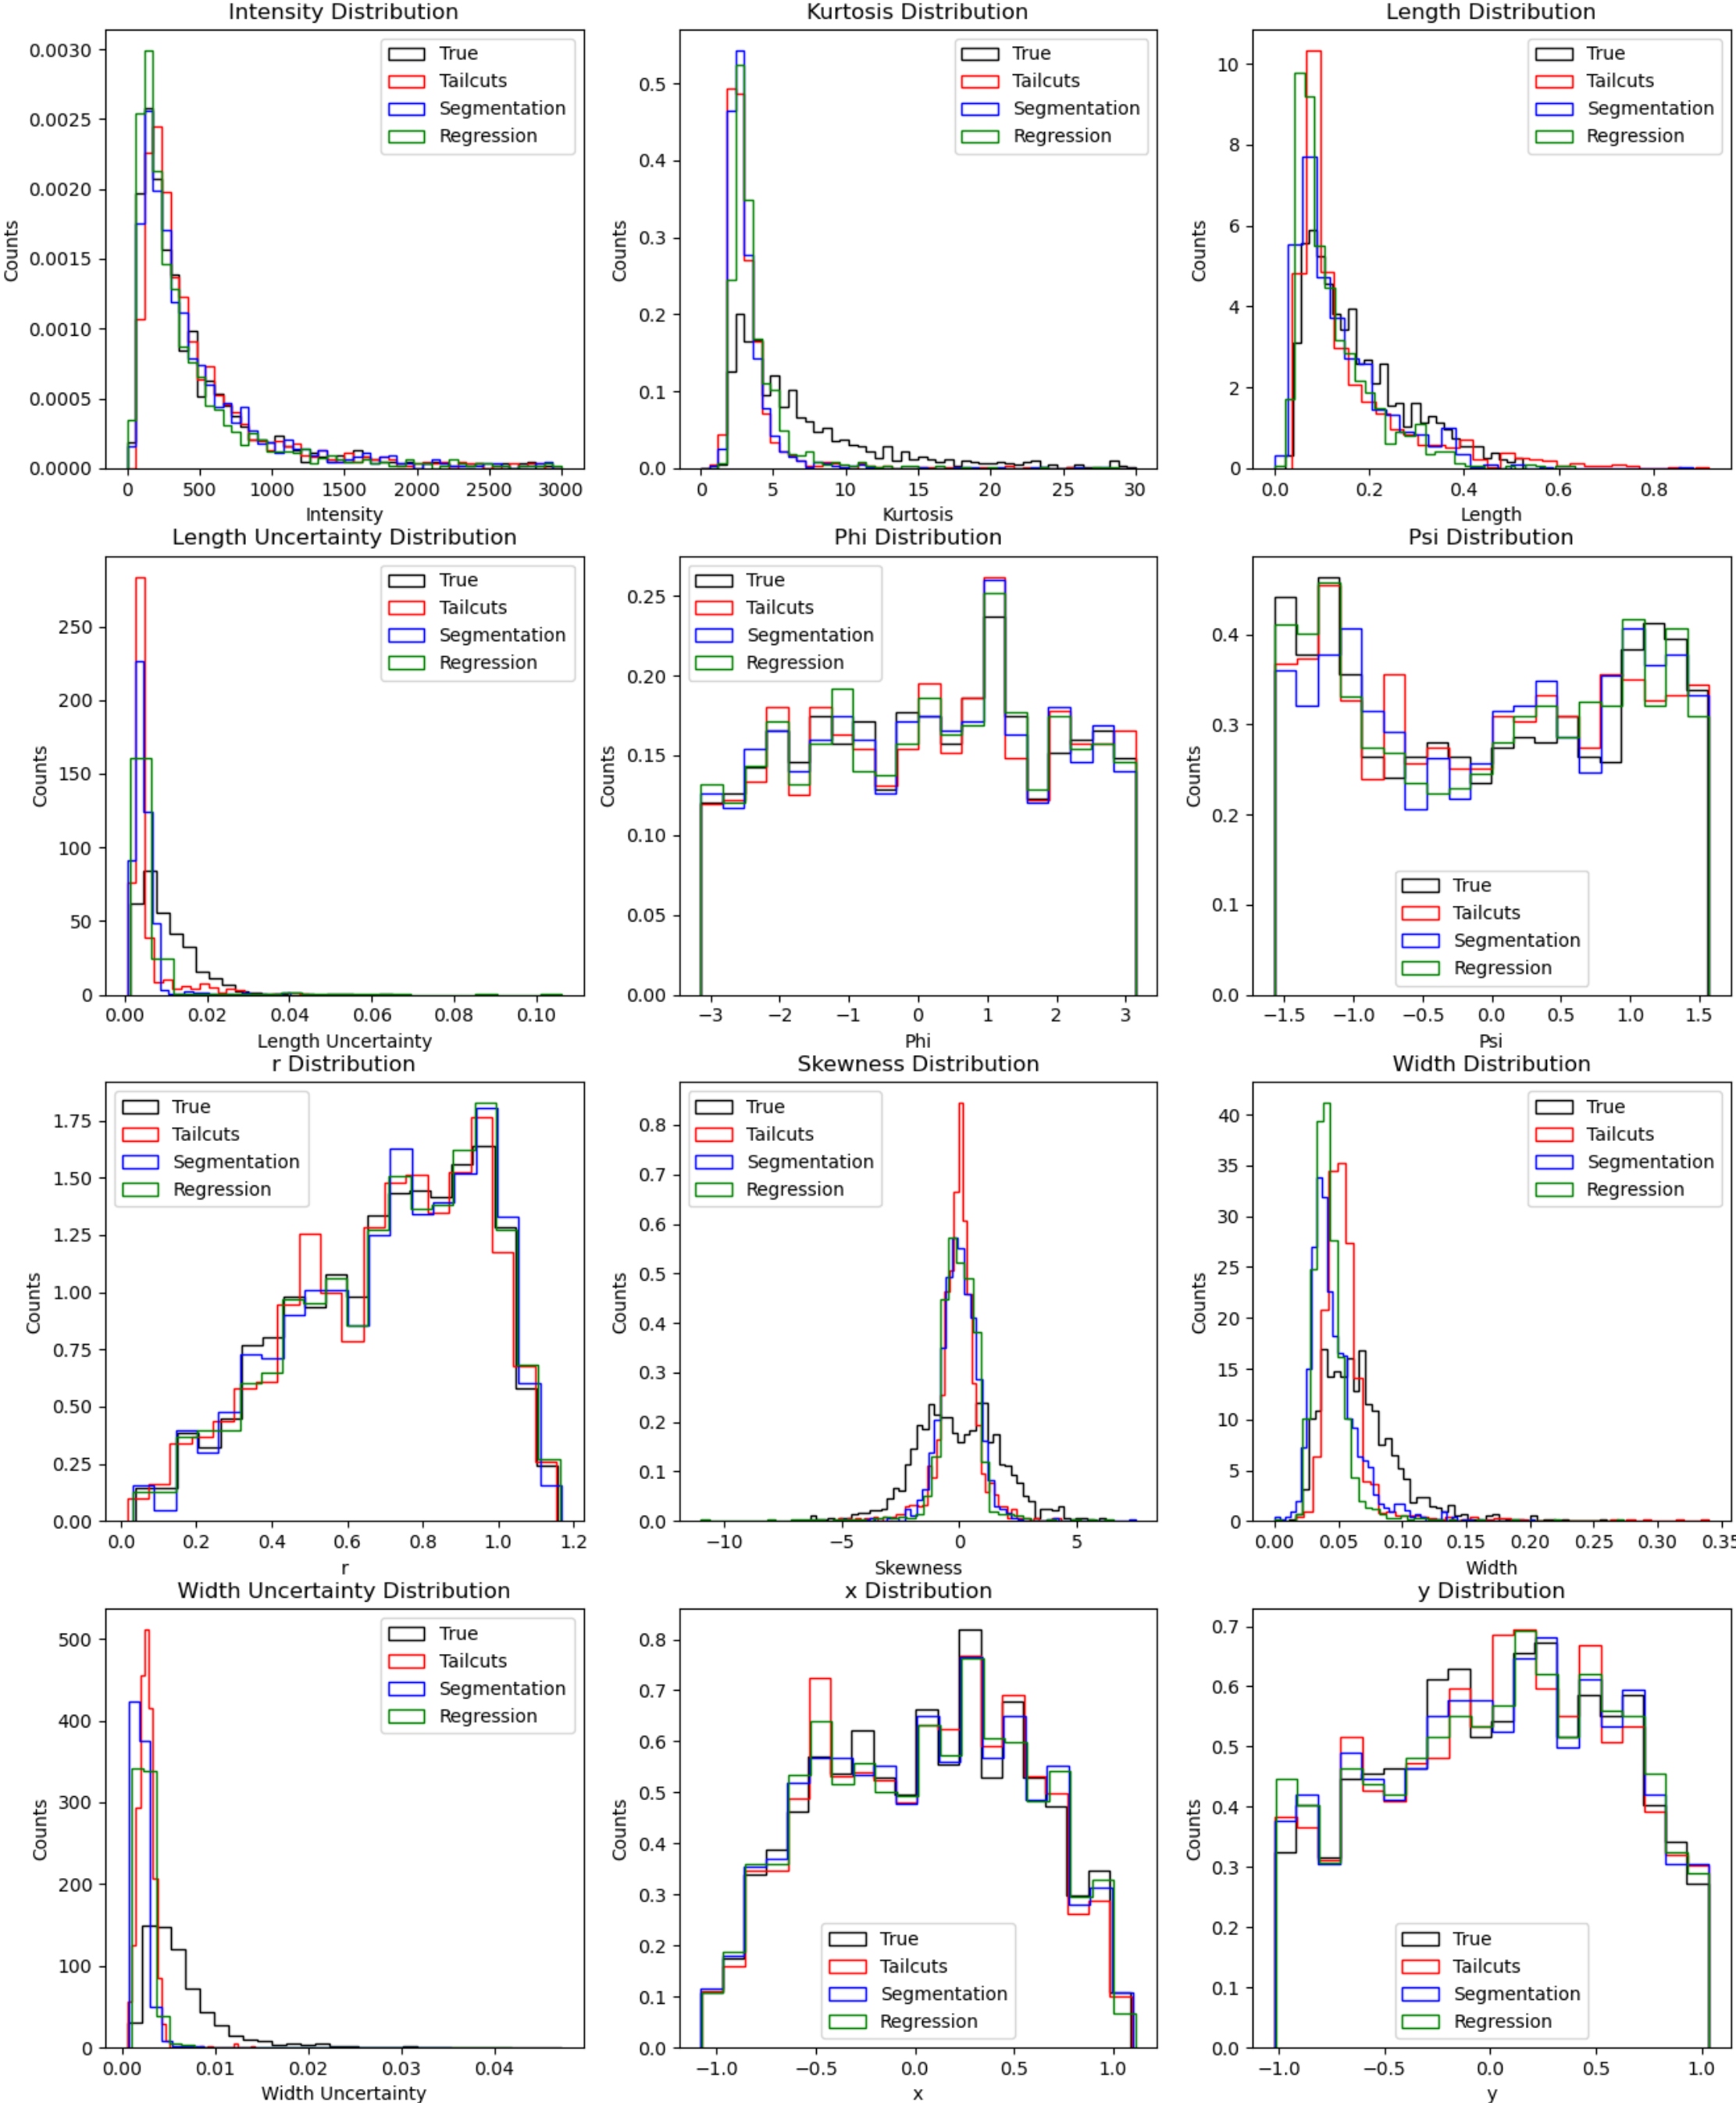 Intensity Distribution
0.0030
0.0025
0.0020
0.0015
0.0010
0.0005
0.0000
Counts
True
Tailcuts
Segmentation
Regression
0 500 1000 1500 2000 2500 3000
Intensity
Kurtosis Distribution
0.5
0.4
0.3
0.2
0.1
0.0
Counts
True
Tailcuts
Segmentation
Regression
0 5 10 15 20 25 30
Kurtosis
Length Distribution
10
8
6
4
2
0
Counts
True
Tailcuts
Segmentation
Regression
0.0 0.2 0.4 0.6 0.8
Length
Length Uncertainty Distribution
250
200
150
100
50
0
Counts
True
Tailcuts
Segmentation
Regression
0.00 0.02 0.04 0.06 0.08 0.10
Length Uncertainty
Phi Distribution
0.25
0.20
0.15
0.10
0.05
0.00
Counts
True
Tailcuts
Segmentation
Regression
−3 −2 −1 0 1 2 3
Phi
Psi Distribution
0.4
0.3
0.2
0.1
0.0
Counts
True
Tailcuts
Segmentation
Regression
−1.5 −1.0 −0.5 0.0 0.5 1.0 1.5
Psi
r Distribution
1.75
1.50
1.25
1.00
0.75
0.50
0.25
0.00
Counts
True
Tailcuts
Segmentation
Regression
0.0 0.2 0.4 0.6 0.8 1.0 1.2
r
Skewness Distribution
0.8
0.7
0.6
0.5
0.4
0.3
0.2
0.1
0.0
Counts
True
Tailcuts
Segmentation
Regression
−10 −5 0 5
Skewness
Width Distribution
40
35
30
25
20
15
10
5
0
Counts
True
Tailcuts
Segmentation
Regression
0.00 0.05 0.10 0.15 0.20 0.25 0.30 0.35
Width
Width Uncertainty Distribution
500
400
300
200
100
0
Counts
True
Tailcuts
Segmentation
Regression
0.00 0.01 0.02 0.03 0.04
Width Uncertainty
x Distribution
0.8
0.7
0.6
0.5
0.4
0.3
0.2
0.1
0.0
Counts
True
Tailcuts
Segmentation
Regression
−1.0 −0.5 0.0 0.5 1.0
x
y Distribution
0.7
0.6
0.5
0.4
0.3
0.2
0.1
0.0
Counts
True
Tailcuts
Segmentation
Regression
−1.0 −0.5 0.0 0.5 1.0
y